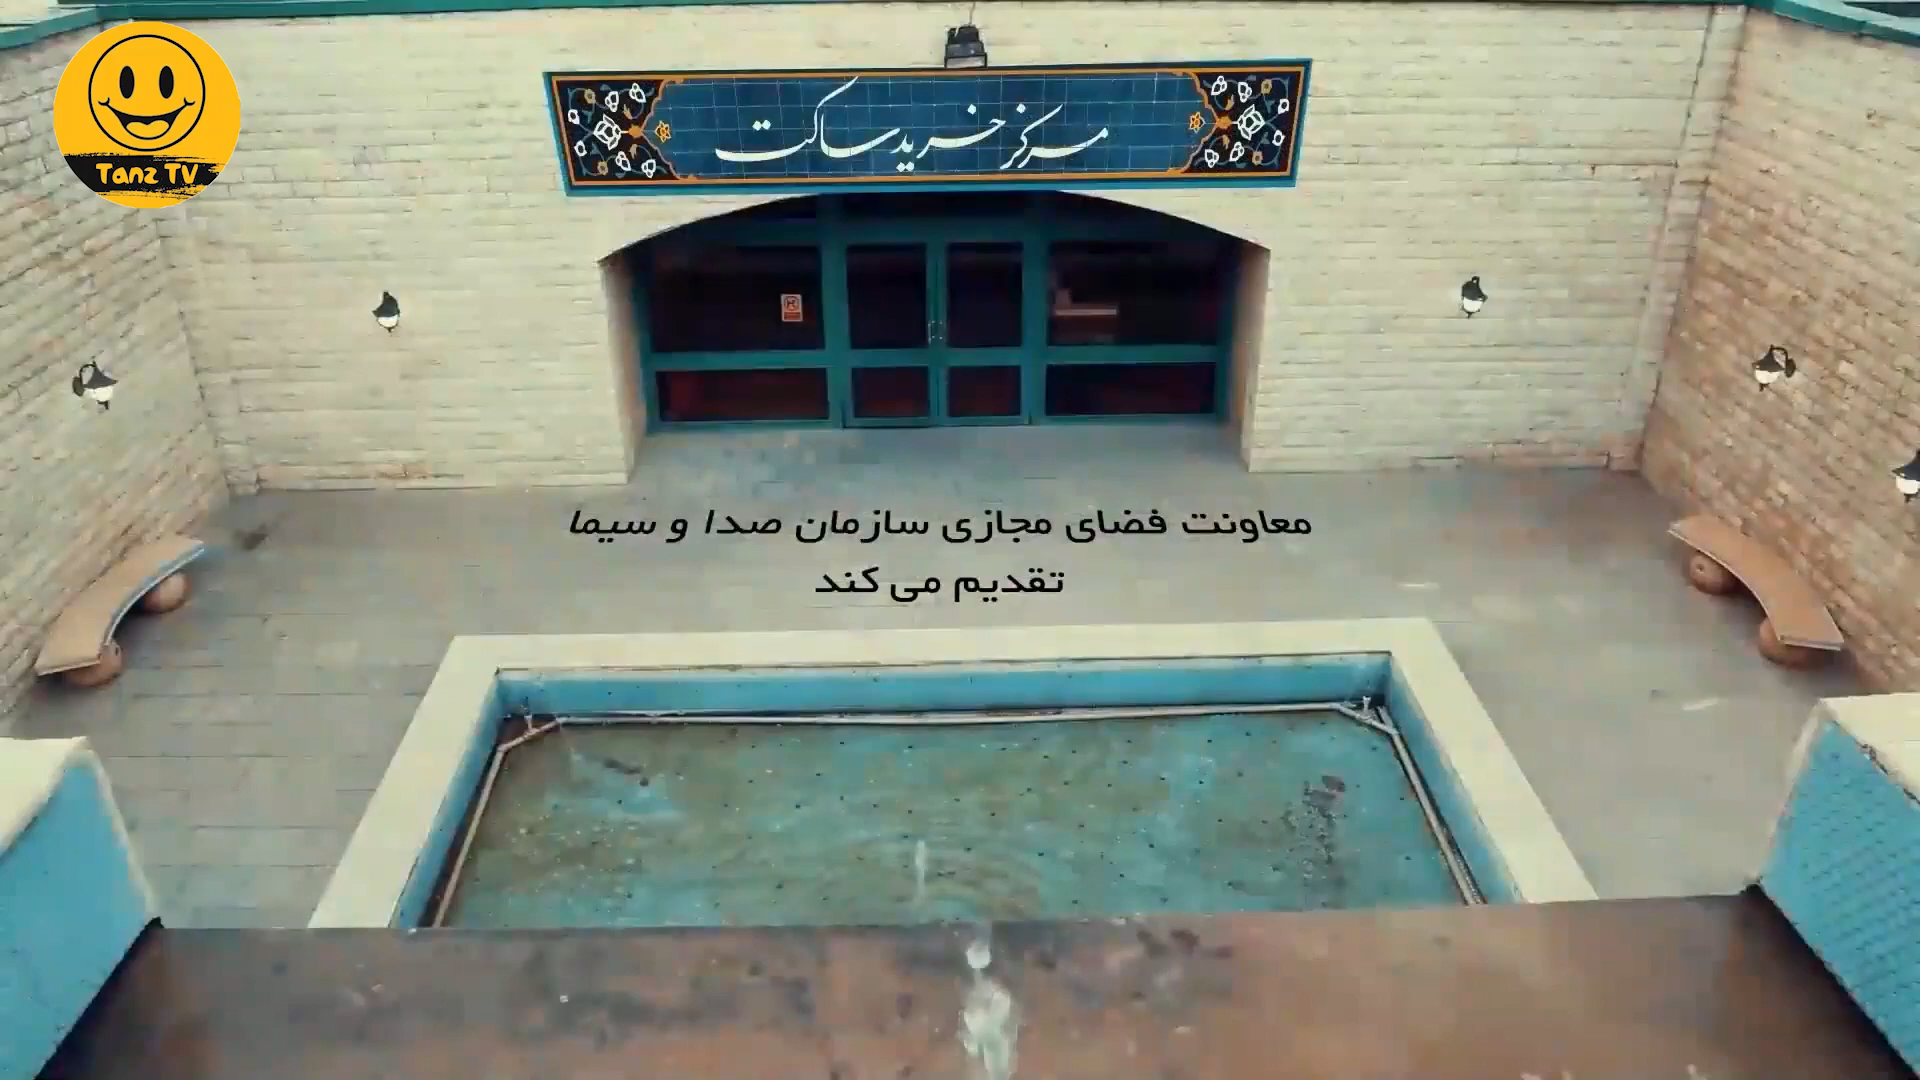 Tanz TV
مرکز خرید ساکت
معاونت فضای مجازی سازمان صدا و سیما
تقدیم می کند